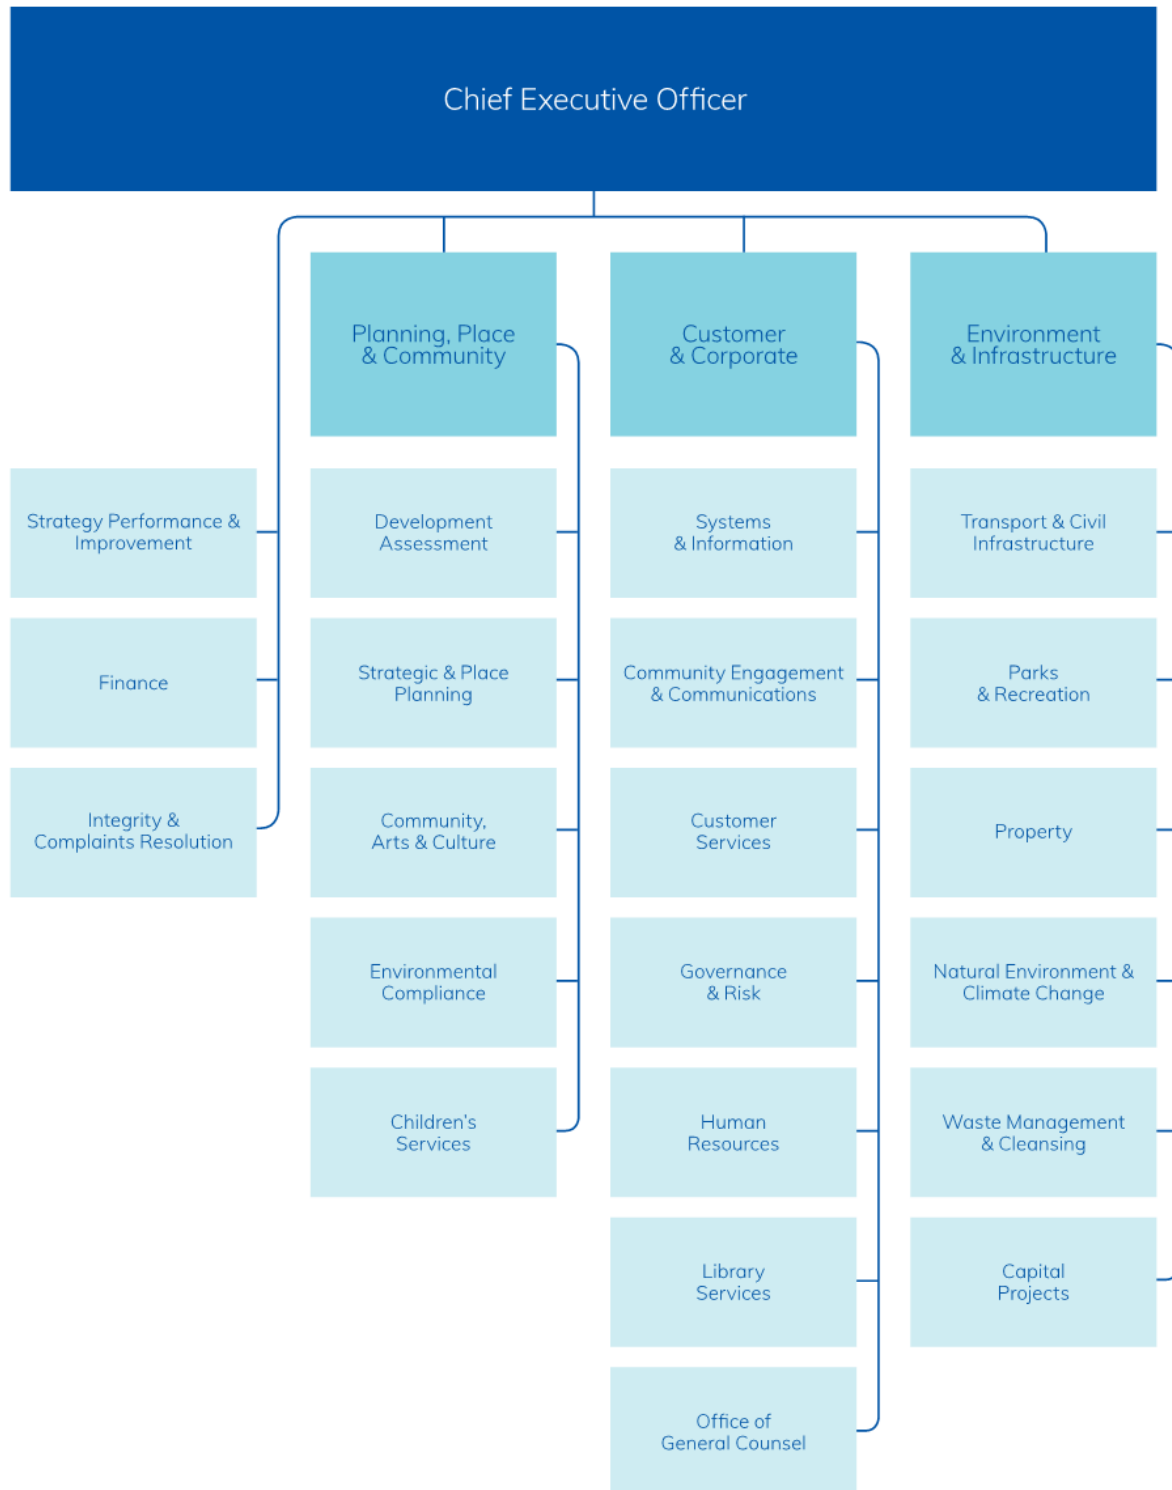 Chief Executive Officer
Planning, Place
& Community
Customer
& Corporate
Environment
& Infrastructure
Strategy Performance &
Improvement
Finance
Integrity &
Complaints Resolution
Development
Assessment
Strategic & Place
Planning
Community,
Arts & Culture
Environmental
Compliance
Children's
Services
Systems
& Information
Community Engagement
& Communications
Customer
Services
Governance
& Risk
Human
Resources
Library
Services
Office of
General Counsel
Transport & Civil
Infrastructure
Parks
& Recreation
Property
Natural Environment &
Climate Change
Waste Management
& Cleansing
Capital
Projects